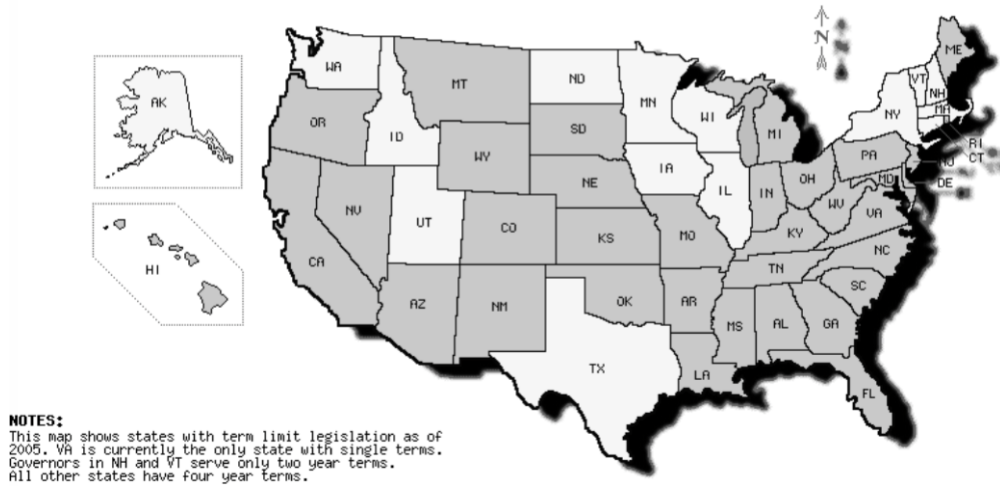 N
WA
MT
ND
MN
ME
VT
NH
MA
NY
WI
OR
ID
SD
MI
AK
WY
RI
CT
PA
NJ
IA
NE
OH
MD
DE
IL
IN
NV
UT
WV
VA
CO
KS
MO
KY
CA
NC
HI
TN
SC
AZ
NM
OK
AR
MS
AL
GA
TX
LA
FL
NOTES:
This map shows states with term limit legislation as of
2005. VA is currently the only state with single terms.
Governors in NH and VT serve only two year terms.
All other states have four year terms.